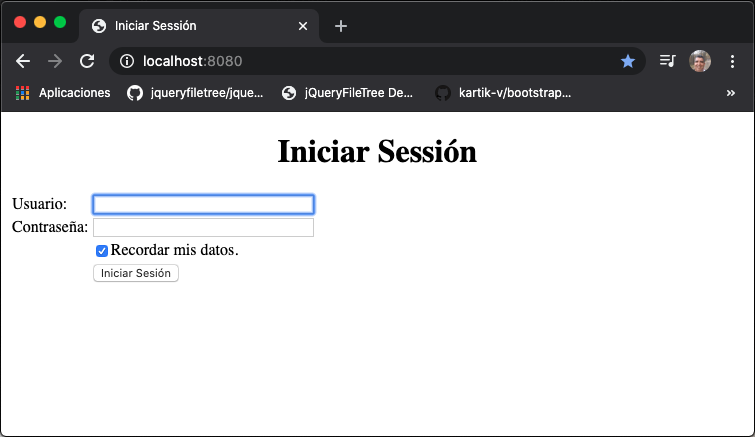 Iniciar Sessión
localhost:8080
Aplicaciones jqueryfiletree/jque... jQueryFileTree De... kartik-v/bootstrap... »
Iniciar Sessión
Usuario:
Contraseña:
Recordar mis datos.
Iniciar Sesión